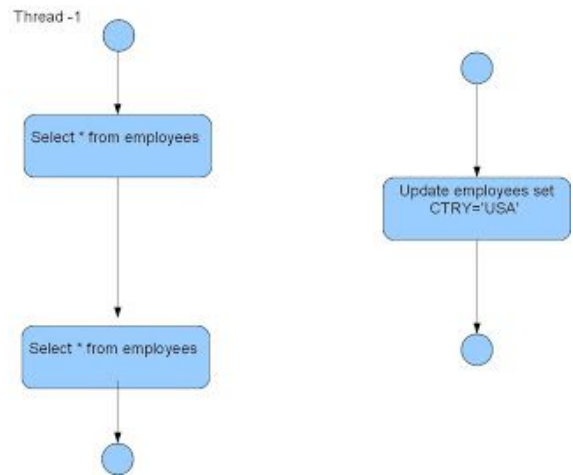 Thread -1
Select * from employees
Update employees set
CTRY='USA'
Select * from employees